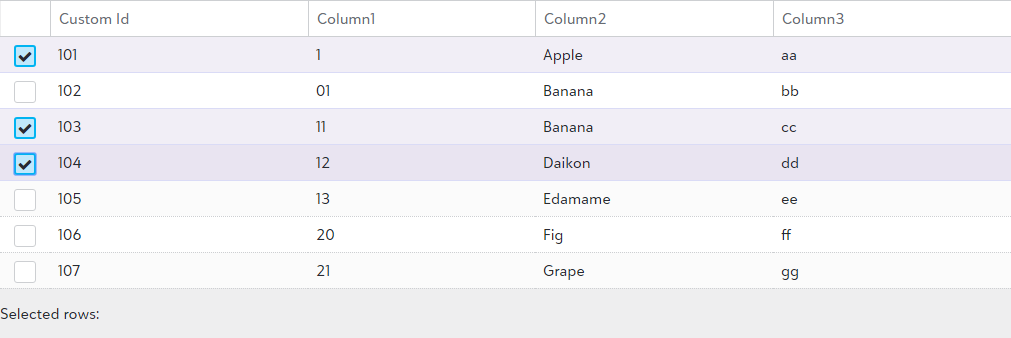 Custom Id Column1 Column2 Column3
101 1 Apple aa
102 01 Banana bb
103 11 Banana cc
104 12 Daikon dd
105 13 Edamame ee
106 20 Fig ff
107 21 Grape gg
Selected rows: